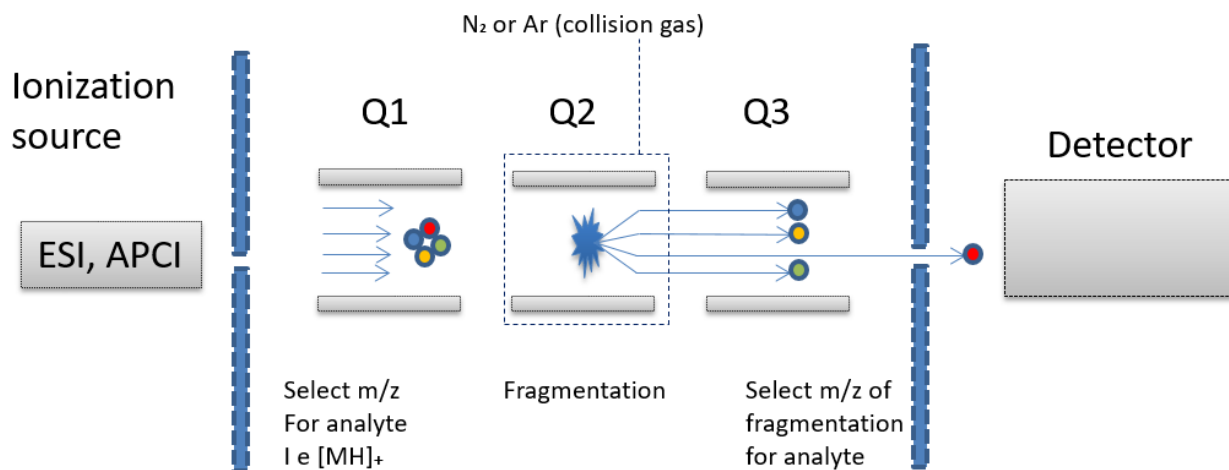 N₂ or Ar (collision gas)
Ionization
source
Q1
Q2
Q3
Detector
ESI, APCI
Select m/z
For analyte
I e [MH]₊
Fragmentation
Select m/z of
fragmentation
for analyte